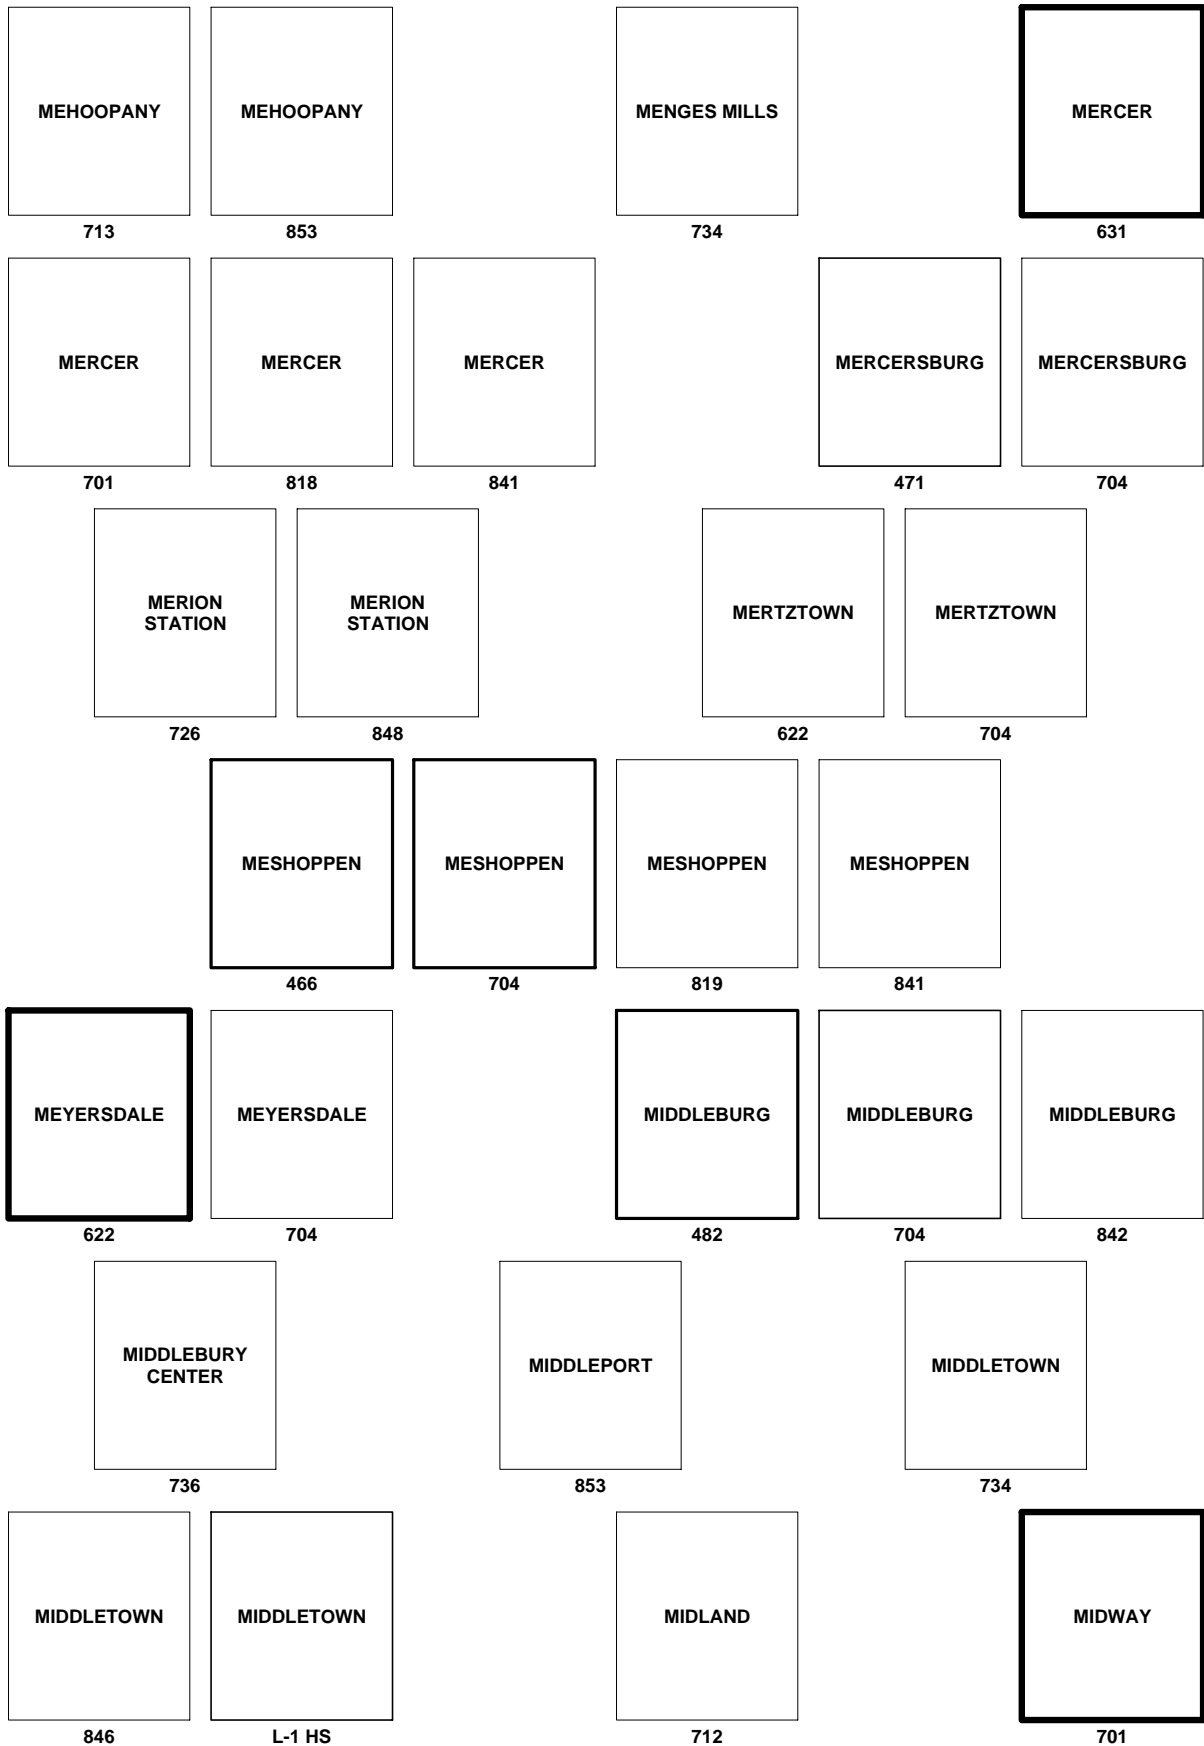 MEHOOPANY MEHOOPANY MENGES MILLS MERCER
713 853 734 631
MERCER MERCER MERCER MERCERSBURG MERCERSBURG
701 818 841 471 704
MERION MERION MERTZTOWN MERTZTOWN
STATION STATION
726 848 622 704
MESHOPPEN MESHOPPEN MESHOPPEN MESHOPPEN
466 704 819 841
MEYERSDALE MEYERSDALE MIDDLEBURG MIDDLEBURG MIDDLEBURG
622 704 482 704 842
MIDDLEBURY MIDDLEPORT MIDDLETOWN
CENTER
736 853 734
MIDDLETOWN MIDDLETOWN MIDLAND MIDWAY
846 L-1 HS 712 701